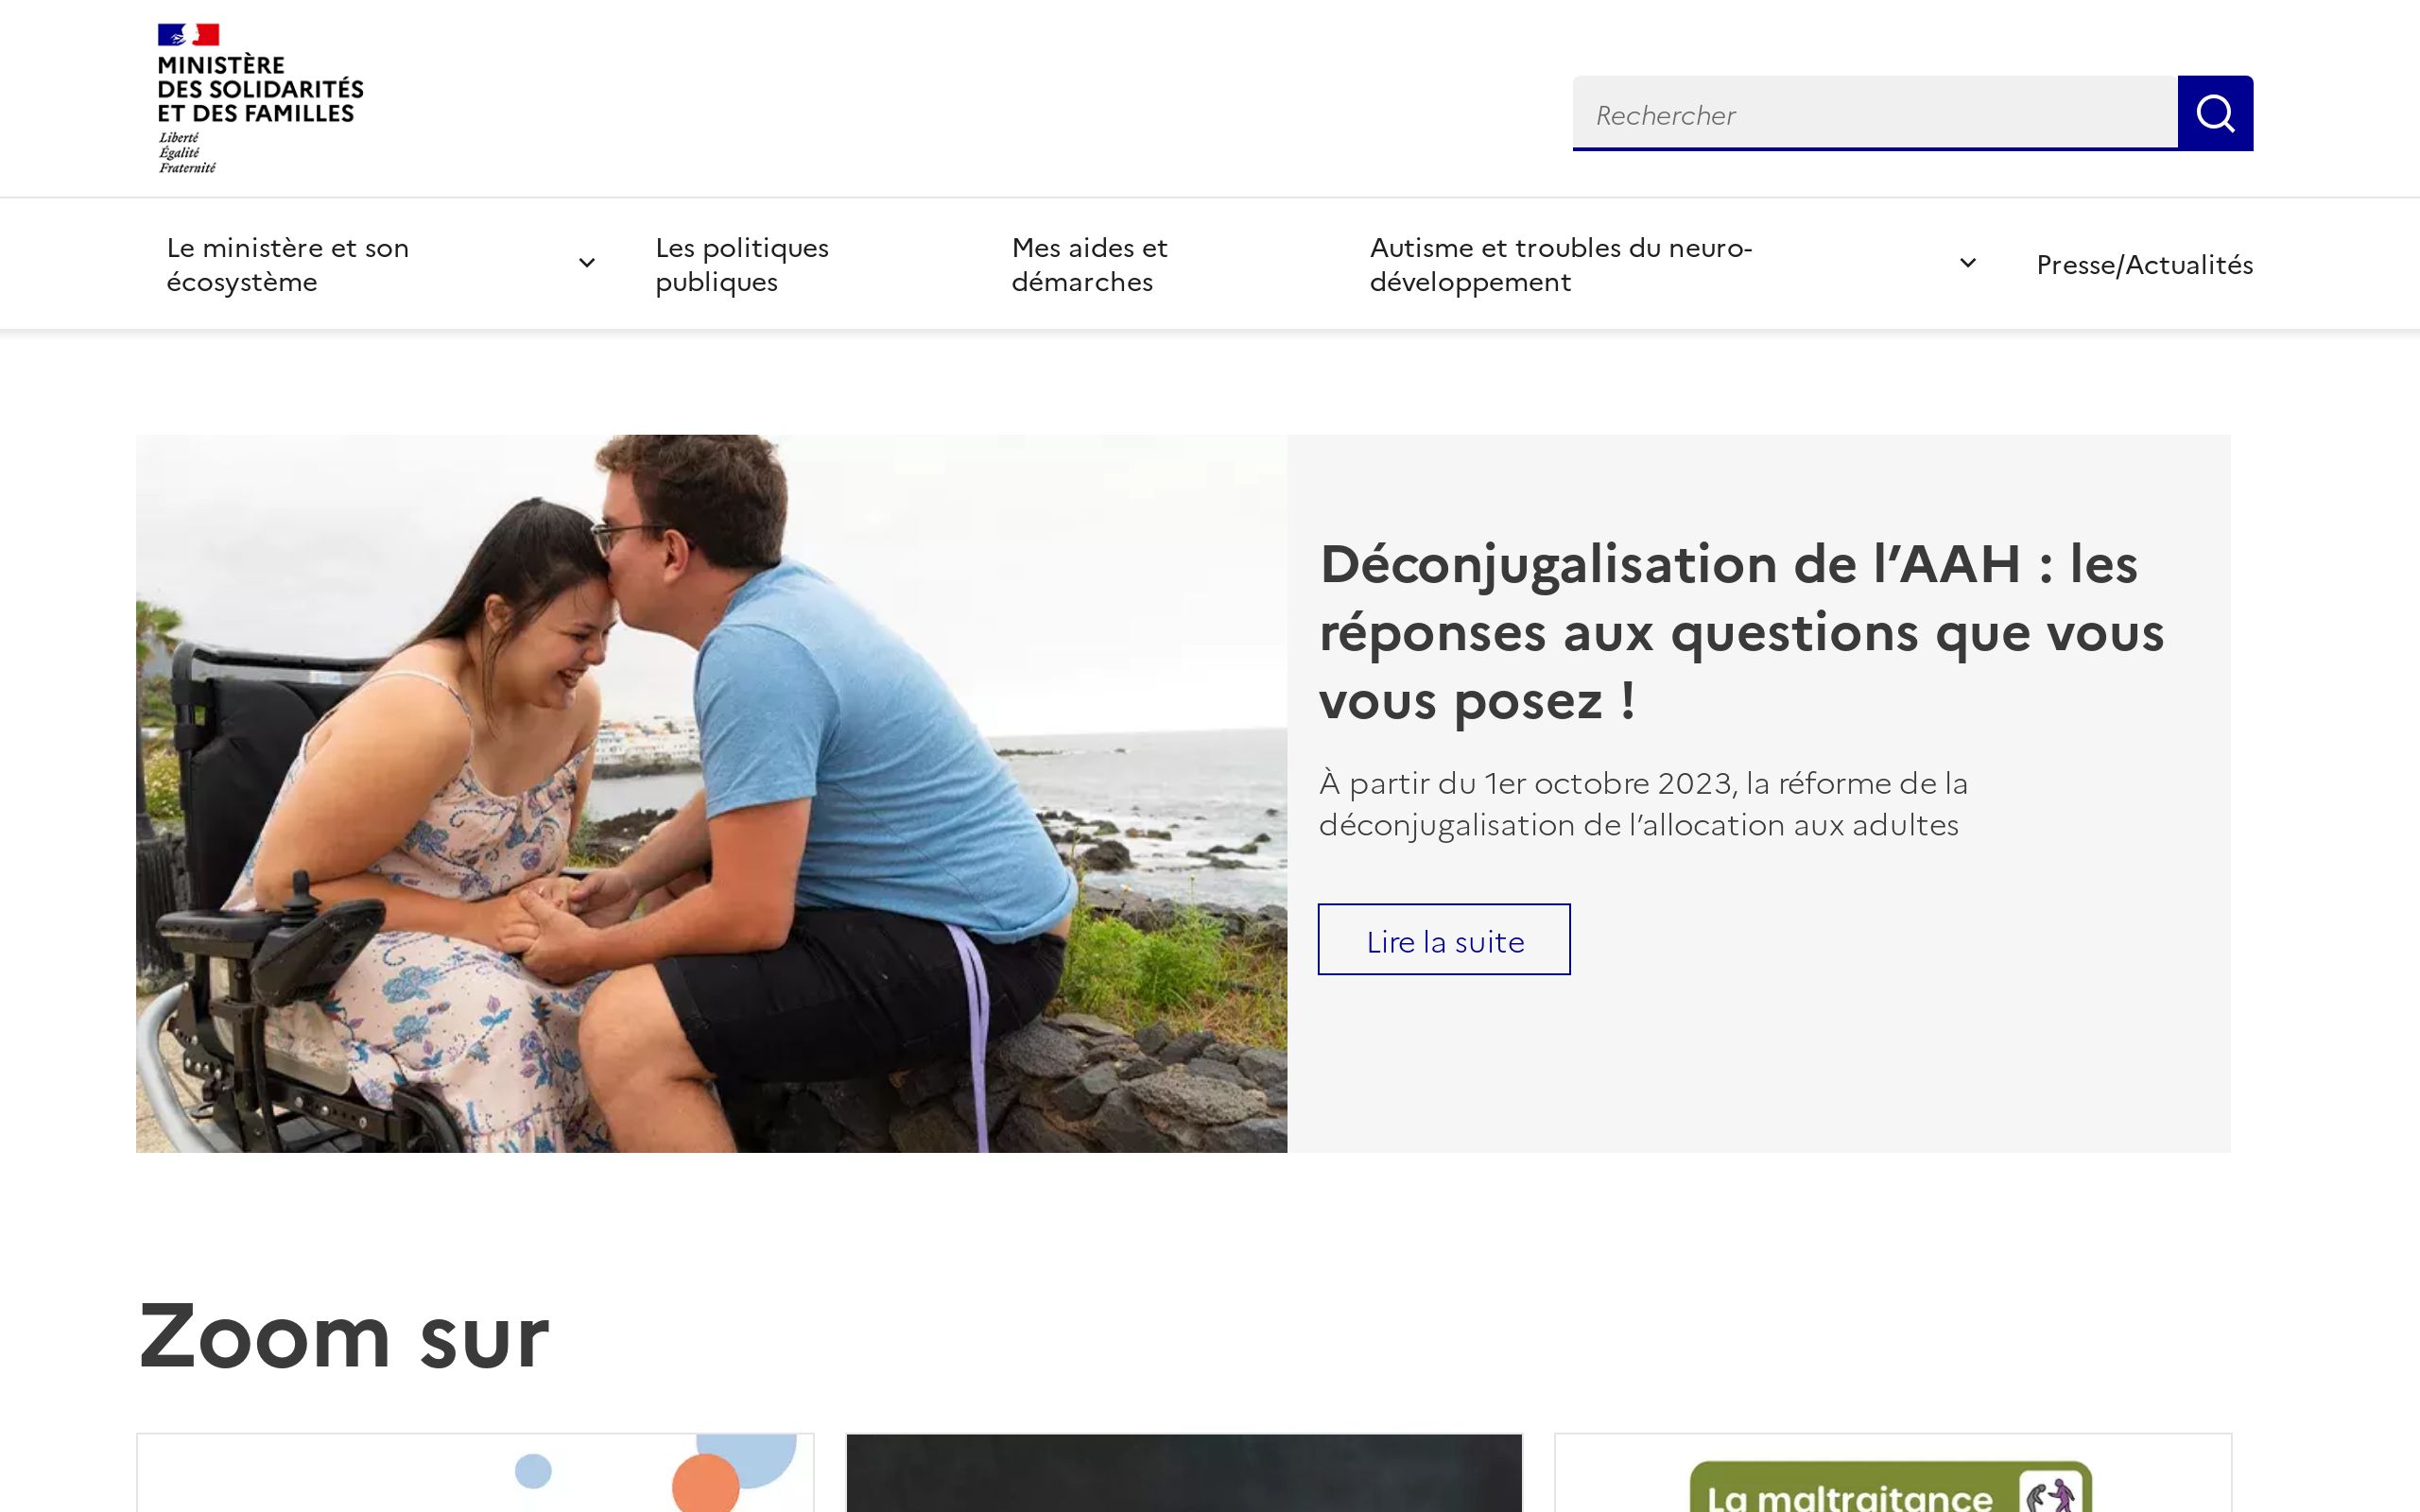 MINISTÈRE
DES SOLIDARITÉS
ET DES FAMILLES
Liberté
Égalité
Fraternité
Rechercher
Le ministère et son
écosystème
Les politiques
publiques
Mes aides et
démarches
Autisme et troubles du neuro-
développement
Presse/Actualités
Déconjugalisation de l’AAH : les
réponses aux questions que vous
vous posez !
À partir du 1er octobre 2023, la réforme de la
déconjugalisation de l’allocation aux adultes
Lire la suite
Zoom sur
La maltraitance